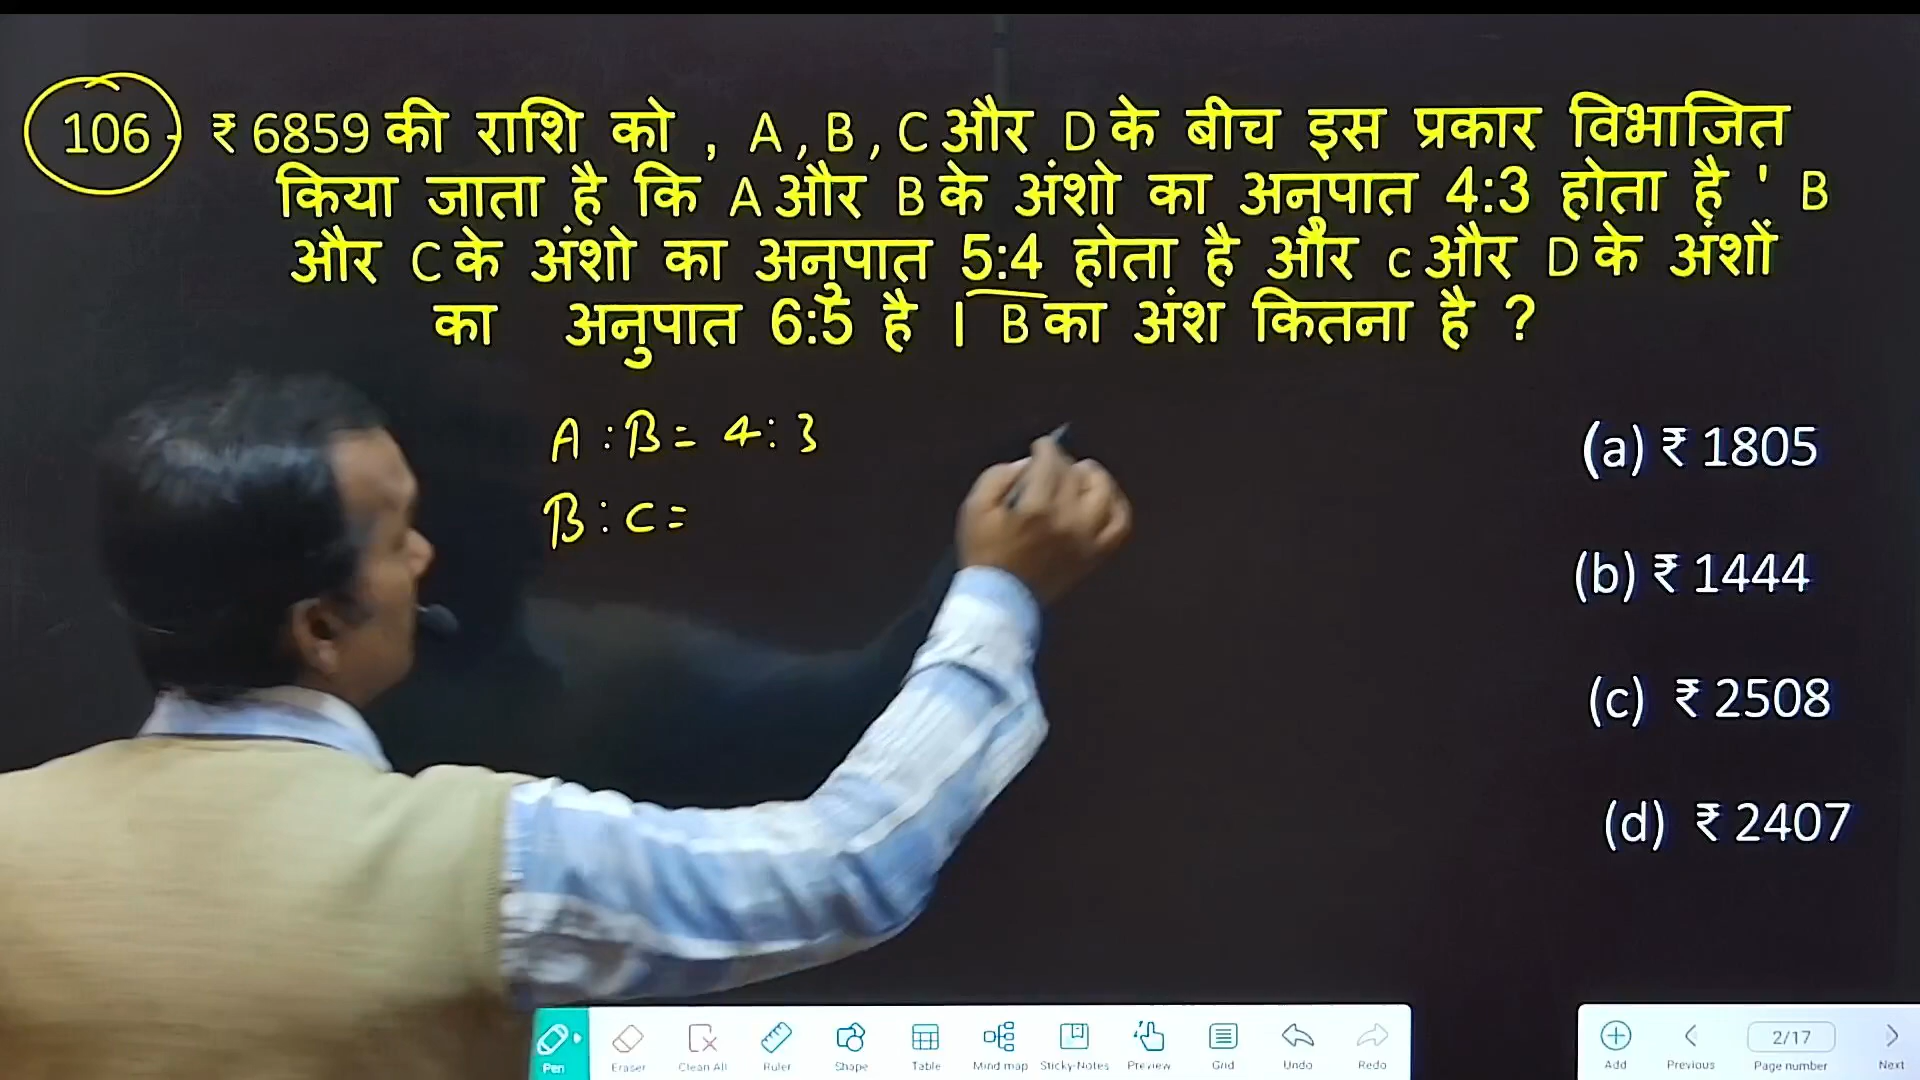 106. ₹ 6859 की राशि को , A , B , C और D के बीच इस प्रकार विभाजित
किया जाता है कि A और B के अंशो का अनुपात 4:3 होता है ' B
और C के अंशो का अनुपात 5:4 होता है और c और D के अंशों
का अनुपात 6:5 है । B का अंश कितना है ?
A : B = 4 : 3
B : C =
(a) ₹ 1805
(b) ₹ 1444
(c) ₹ 2508
(d) ₹ 2407
Pen Eraser Clean All Ruler Shape Table Mind map Sticky-Notes Preview Grid Undo Redo
Add Previous 2/17 Page number Next